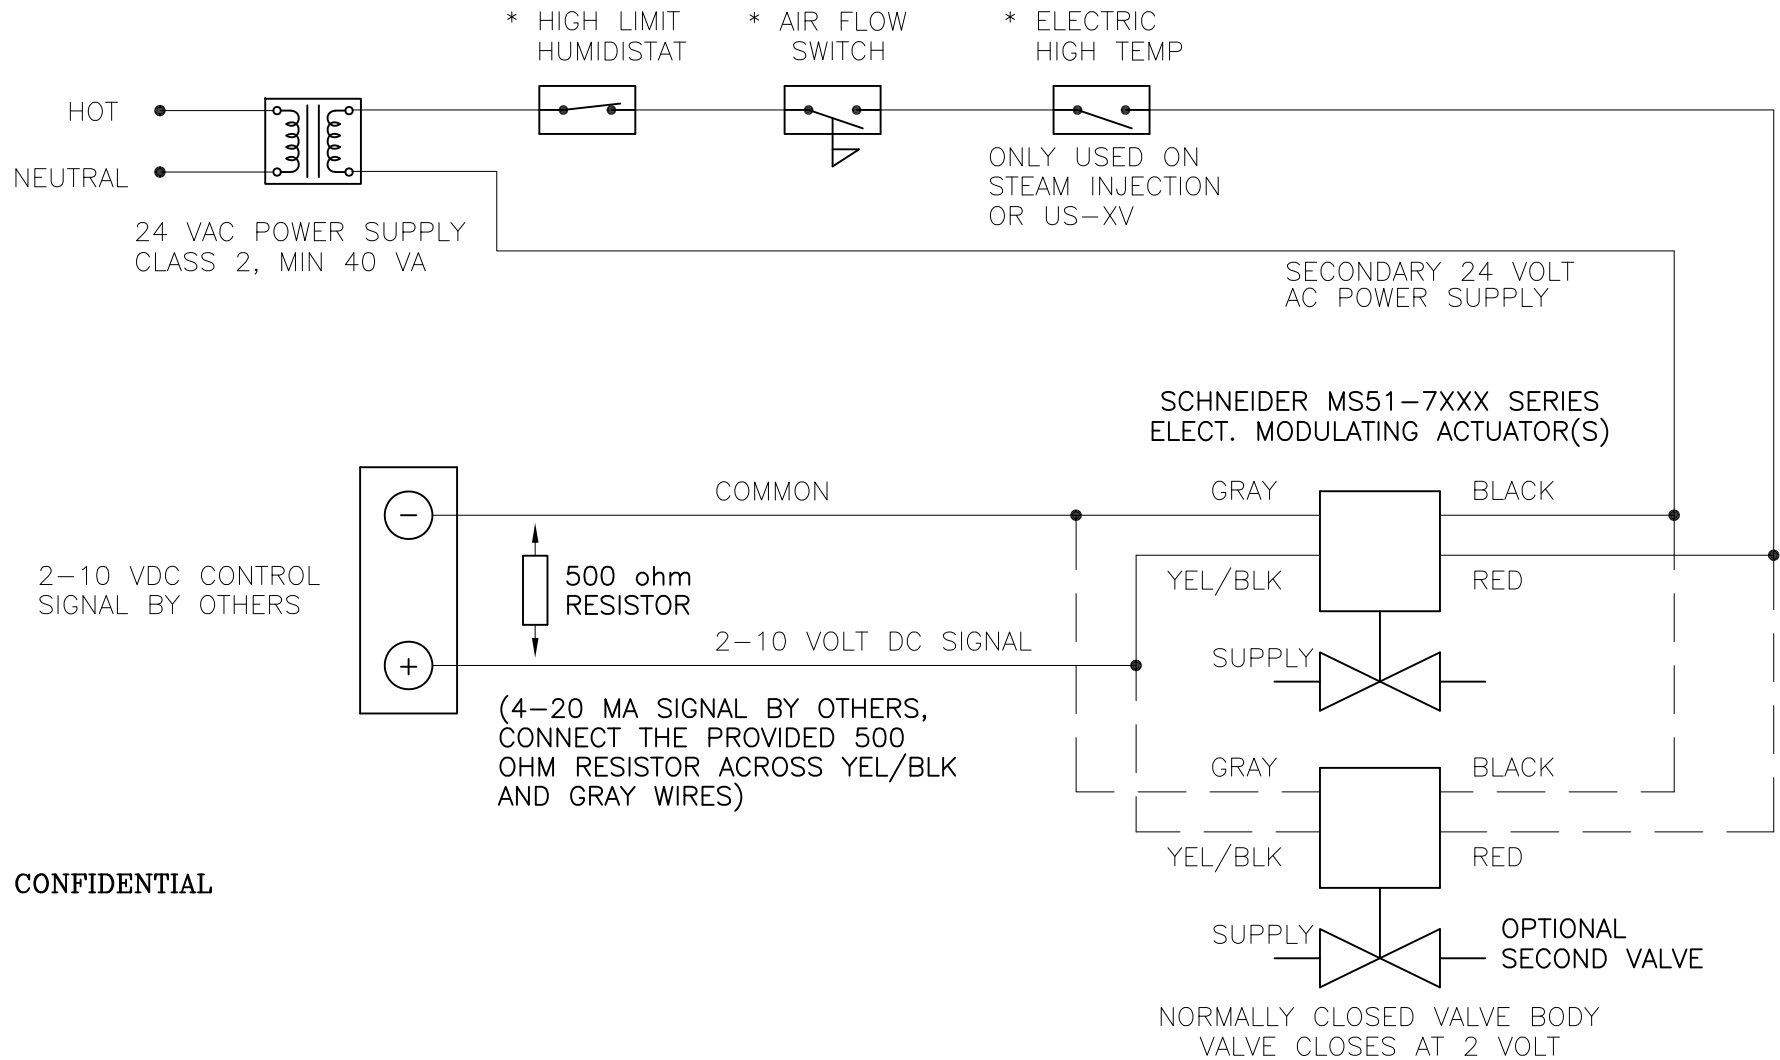 * HIGH LIMIT
HUMIDISTAT
* AIR FLOW
SWITCH
* ELECTRIC
HIGH TEMP
HOT
NEUTRAL
ONLY USED ON
STEAM INJECTION
OR US-XV
24 VAC POWER SUPPLY
CLASS 2, MIN 40 VA
SECONDARY 24 VOLT
AC POWER SUPPLY
SCHNEIDER MS51-7XXX SERIES
ELECT. MODULATING ACTUATOR(S)
COMMON
GRAY
BLACK
-
2-10 VDC CONTROL
SIGNAL BY OTHERS
500 ohm
RESISTOR
YEL/BLK
RED
2-10 VOLT DC SIGNAL
+
SUPPLY
(4-20 MA SIGNAL BY OTHERS,
CONNECT THE PROVIDED 500
OHM RESISTOR ACROSS YEL/BLK
AND GRAY WIRES)
GRAY
BLACK
YEL/BLK
RED
CONFIDENTIAL
SUPPLY
OPTIONAL
SECOND VALVE
NORMALLY CLOSED VALVE BODY
VALVE CLOSES AT 2 VOLT